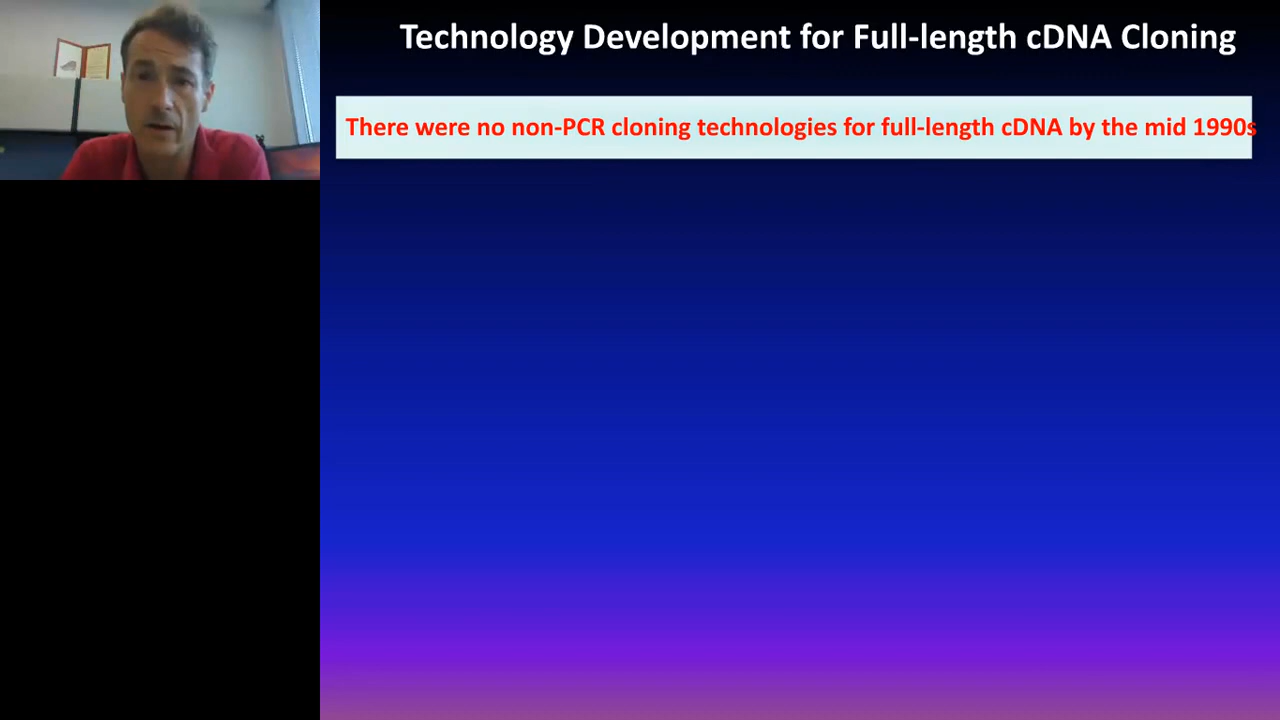 Technology Development for Full-length cDNA Cloning
There were no non-PCR cloning technologies for full-length cDNA by the mid 1990s